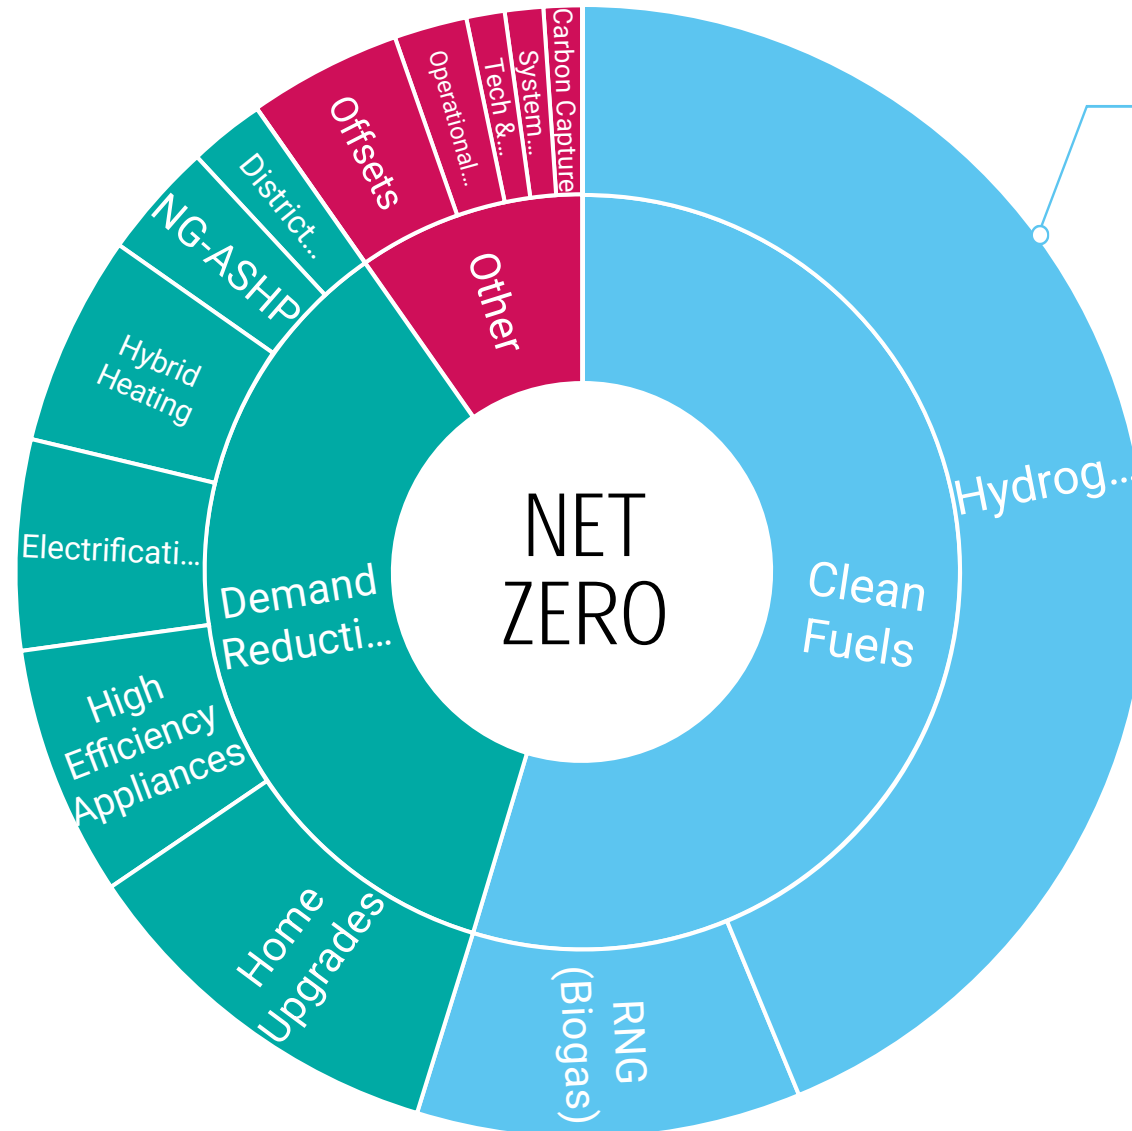 NET
ZERO
Clean
Fuels
Hydrog...
RNG
(Biogas)
Demand
Reducti...
Home
Upgrades
High
Efficiency
Appliances
Electrificati...
Hybrid
Heating
NG-ASHP
District...
Other
Offsets
Operational...
Tech &...
System...
Carbon Capture